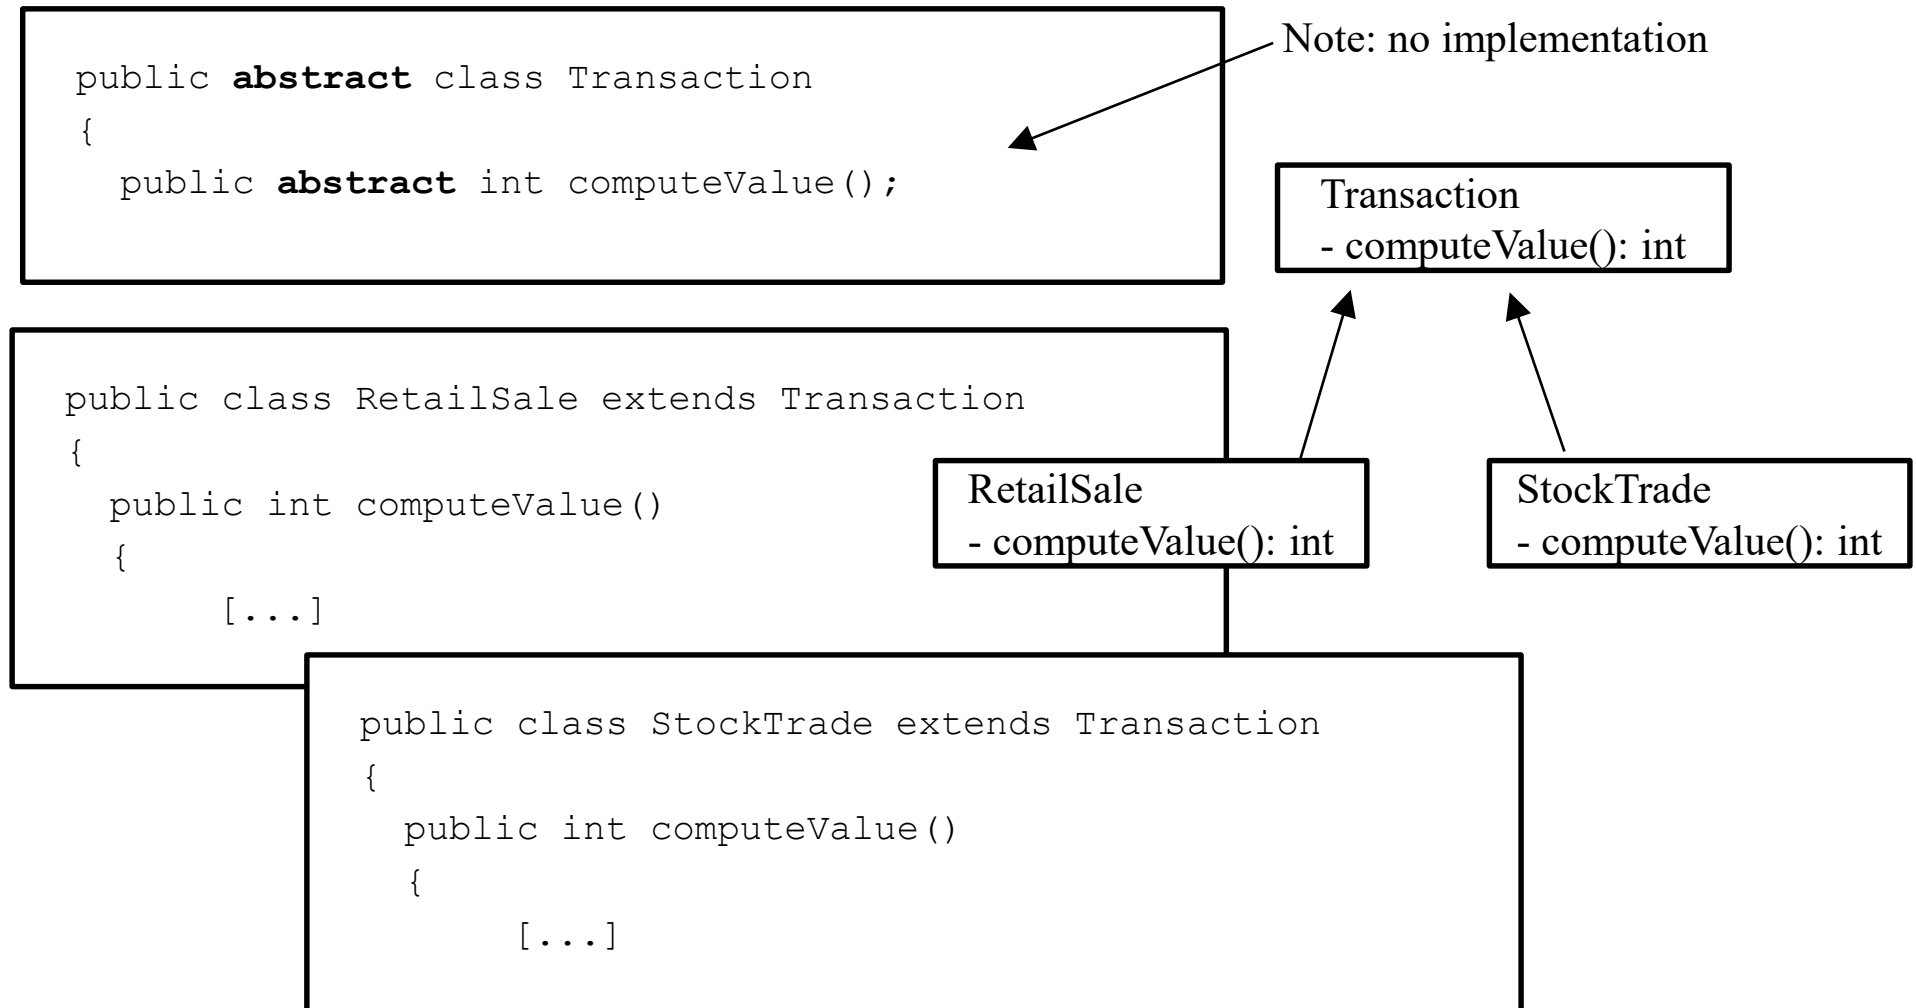 public abstract class Transaction
{
public abstract int computeValue();
Note: no implementation
Transaction
- computeValue(): int
public class RetailSale extends Transaction
{
public int computeValue()
{
[...]
RetailSale
- computeValue(): int
StockTrade
- computeValue(): int
public class StockTrade extends Transaction
{
public int computeValue()
{
[...]